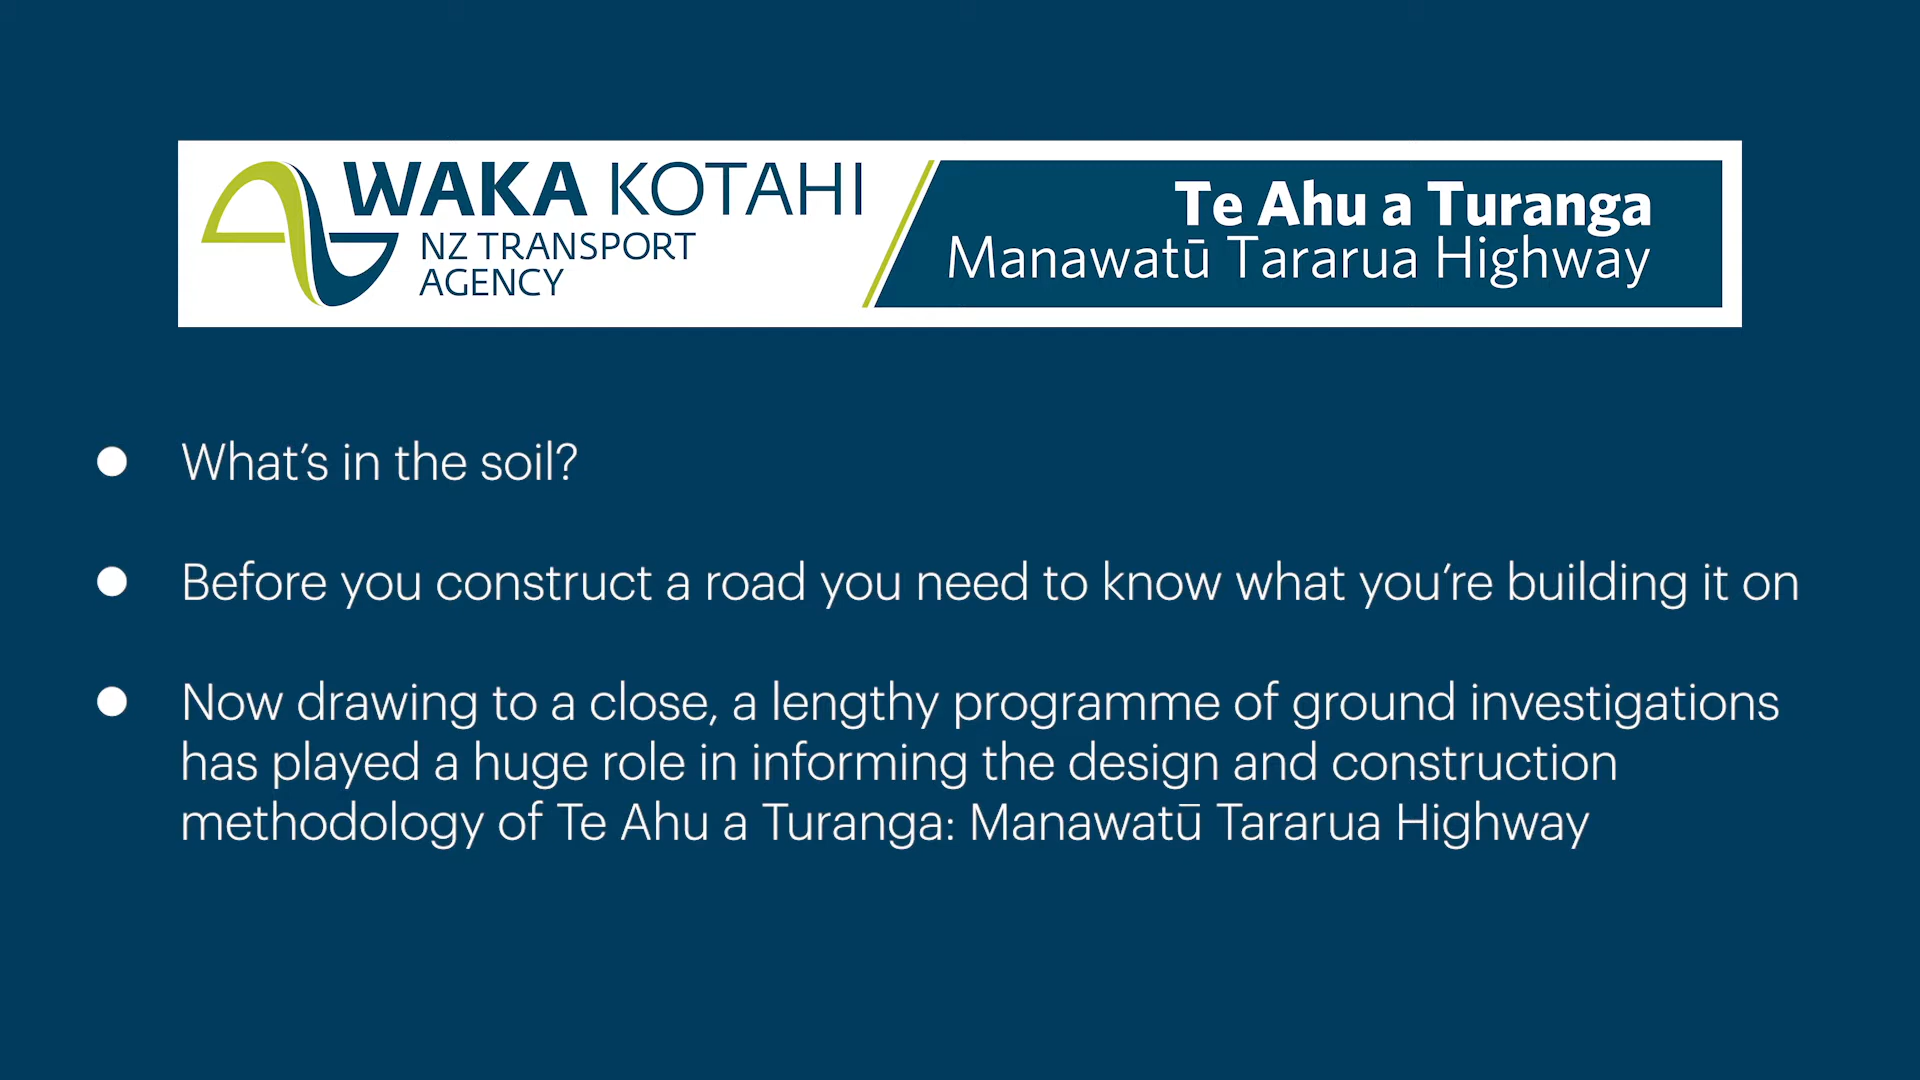 WAKA KOTAHI
NZ TRANSPORT
AGENCY
Te Ahu a Turanga
Manawatū Tararua Highway
● What’s in the soil?
● Before you construct a road you need to know what you’re building it on
● Now drawing to a close, a lengthy programme of ground investigations
has played a huge role in informing the design and construction
methodology of Te Ahu a Turanga: Manawatū Tararua Highway